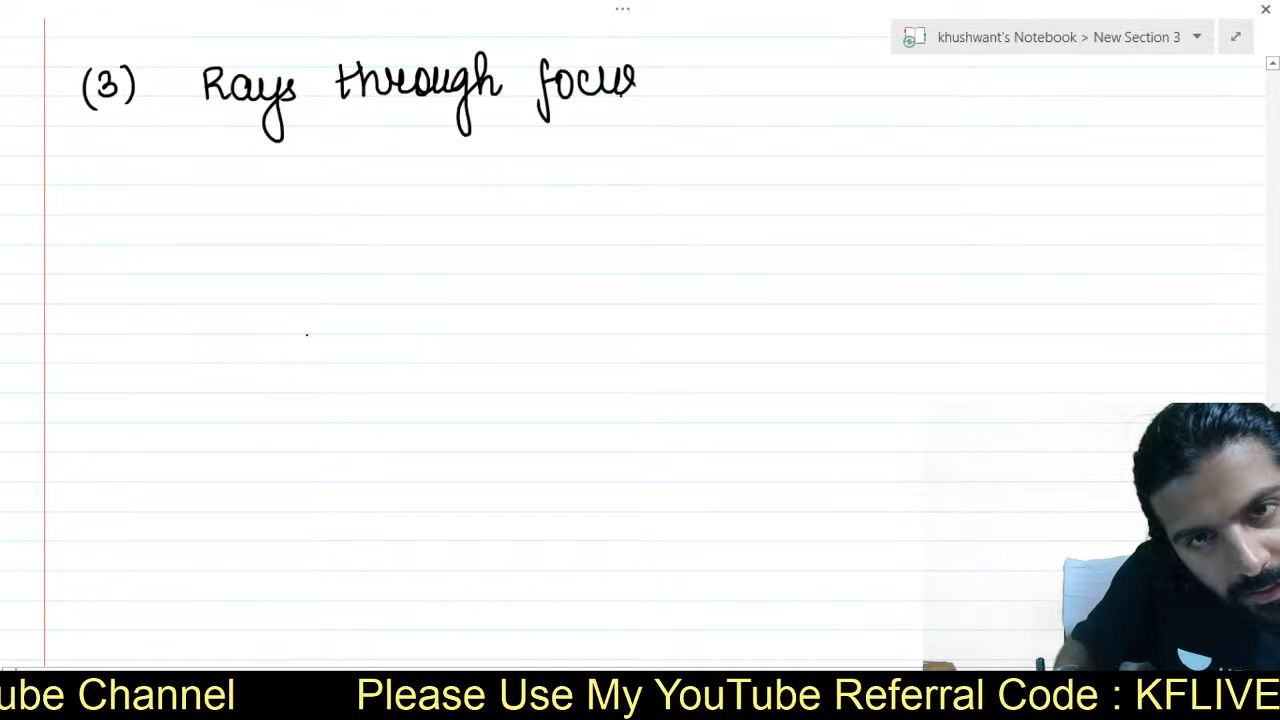 khushwant's Notebook > New Section 3
(3) Rays through focus
ube Channel Please Use My YouTube Referral Code : KFLIVE